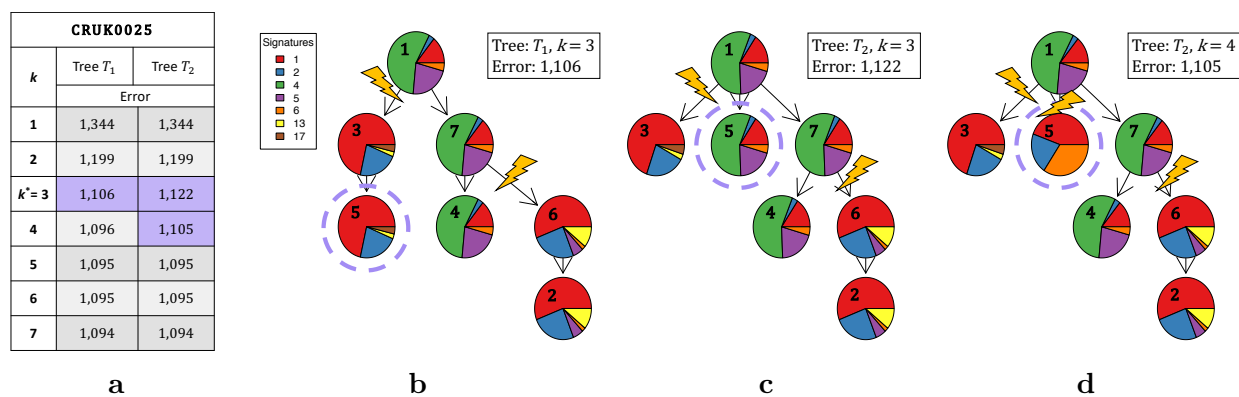 CRUK0025
k Tree T1 Tree T2
Error
1 1,344 1,344
2 1,199 1,199
k* = 3 1,106 1,122
4 1,096 1,105
5 1,095 1,095
6 1,095 1,095
7 1,094 1,094
a
Signatures
1
2
4
5
6
13
17
Tree: T1, k = 3
Error: 1,106
1
3
7
5
4
6
2
b
Tree: T2, k = 3
Error: 1,122
1
3
5
7
4
6
2
c
Tree: T2, k = 4
Error: 1,105
1
3
5
7
4
6
2
d